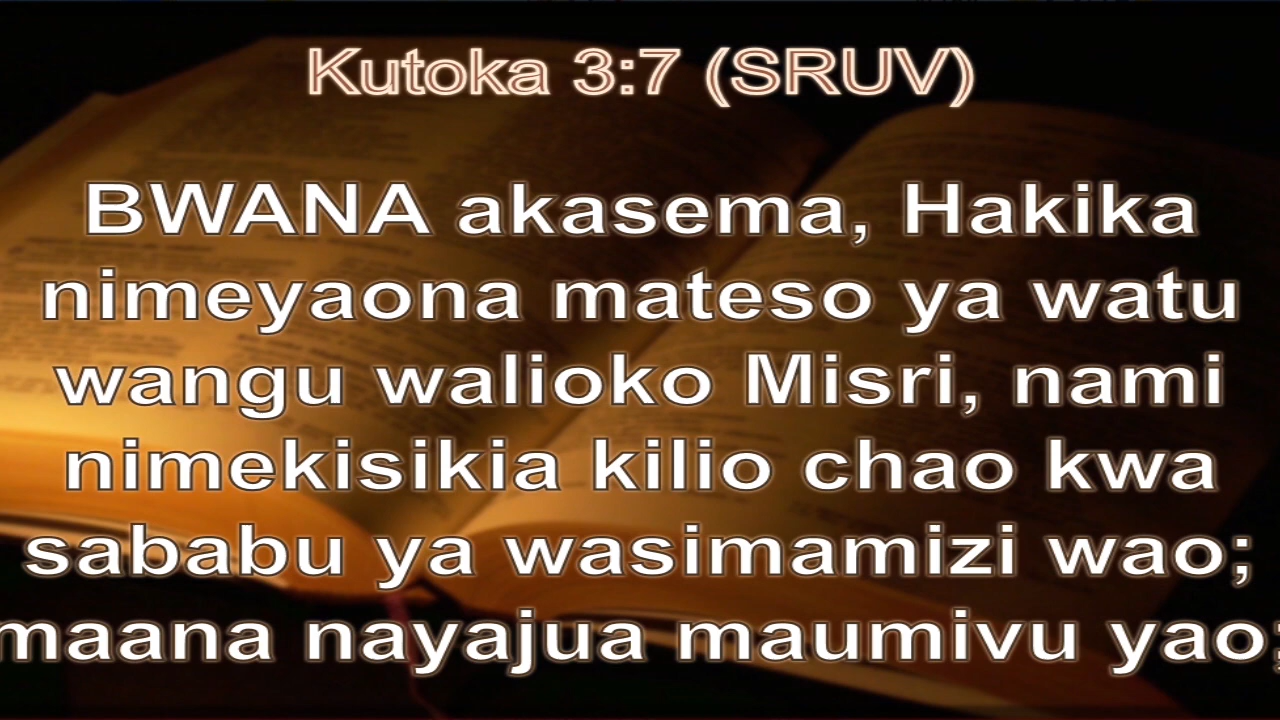 Kutoka 3:7 (SRUV)
BWANA akasema, Hakika
nimeyaona mateso ya watu
wangu walioko Misri, nami
nimekisikia kilio chao kwa
sababu ya wasimamizi wao;
maana nayajua maumivu yao;